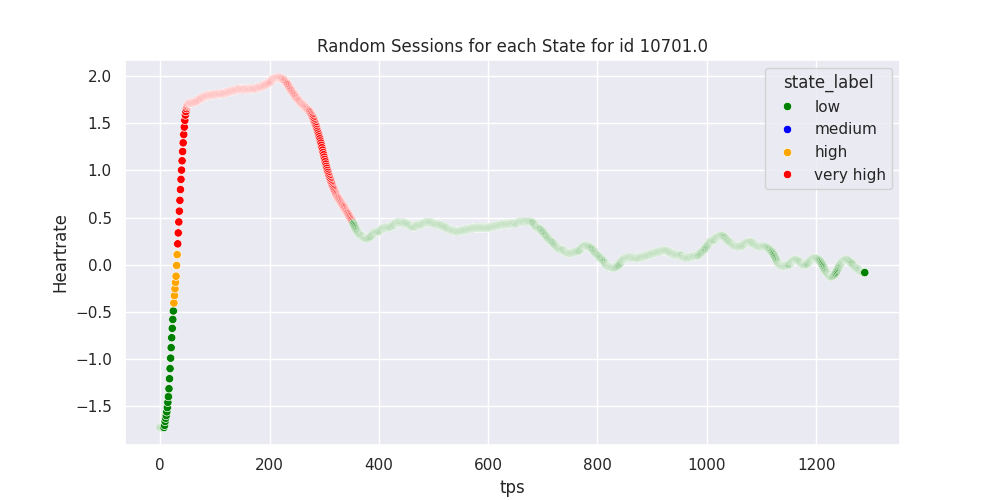 Random Sessions for each State for id 10701.0
Heartrate
2.0
1.5
1.0
0.5
0.0
−0.5
−1.0
−1.5
state_label
low
medium
high
very high
0 200 400 600 800 1000 1200
tps